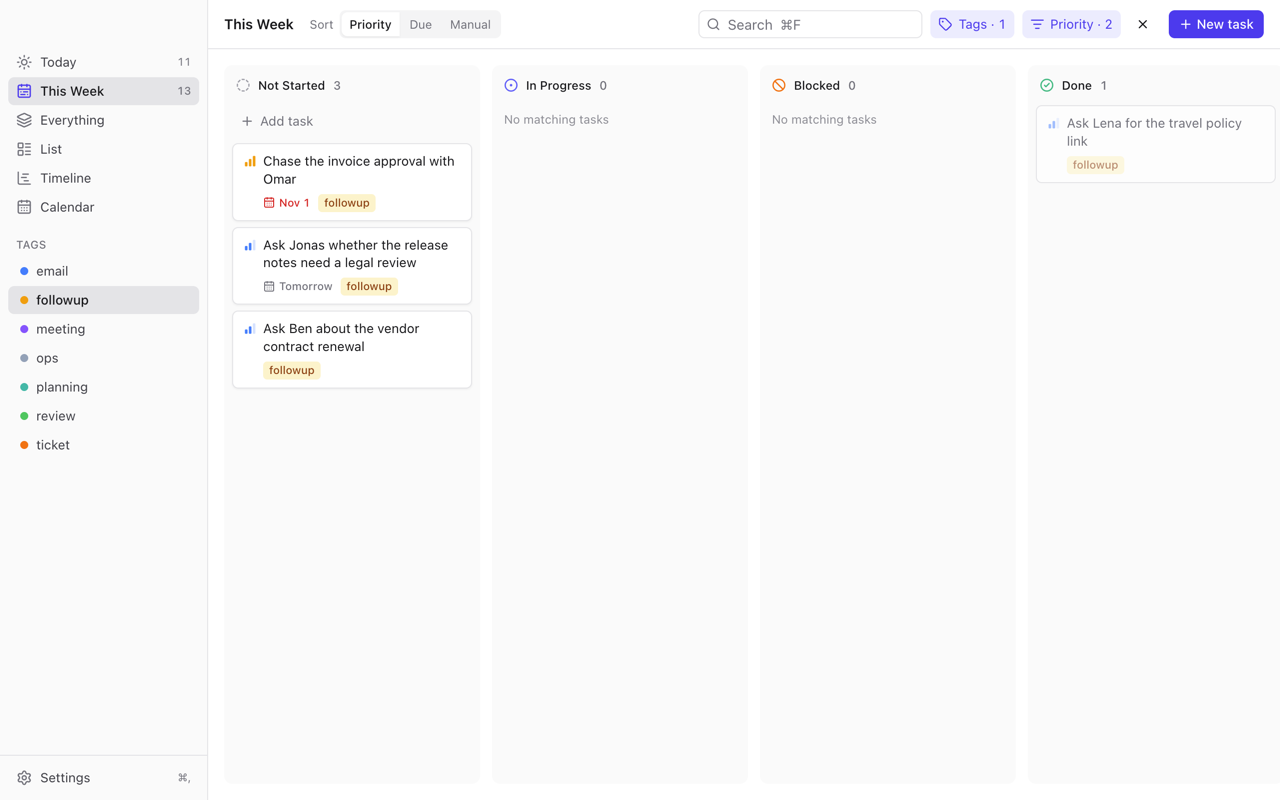 Today 11
This Week 13
Everything
List
Timeline
Calendar
TAGS
email
followup
meeting
ops
planning
review
ticket
Settings ⌘,
This Week Sort Priority Due Manual
Search ⌘F
Tags · 1
Priority · 2
New task
Not Started 3
Add task
Chase the invoice approval with
Omar
Nov 1 followup
Ask Jonas whether the release
notes need a legal review
Tomorrow followup
Ask Ben about the vendor
contract renewal
followup
In Progress 0
No matching tasks
Blocked 0
No matching tasks
Done 1
Ask Lena for the travel policy
link
followup